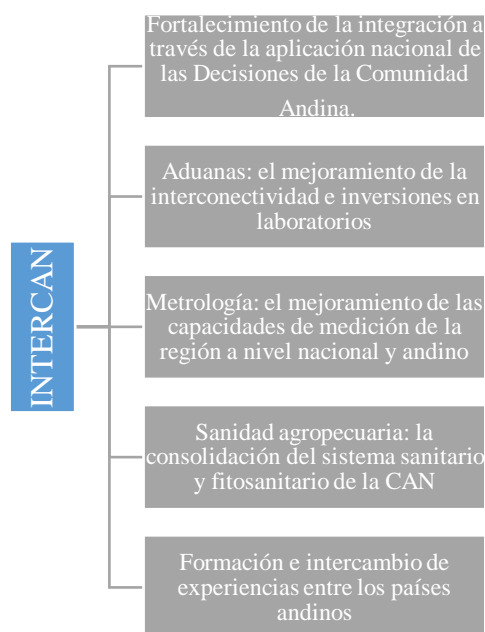 INTERCAN
Fortalecimiento de la integración a
través de la aplicación nacional de
las Decisiones de la Comunidad
Andina.
Aduanas: el mejoramiento de la
interconectividad e inversiones en
laboratorios
Metrología: el mejoramiento de las
capacidades de medición de la
región a nivel nacional y andino
Sanidad agropecuaria: la
consolidación del sistema sanitario
y fitosanitario de la CAN
Formación e intercambio de
experiencias entre los países
andinos